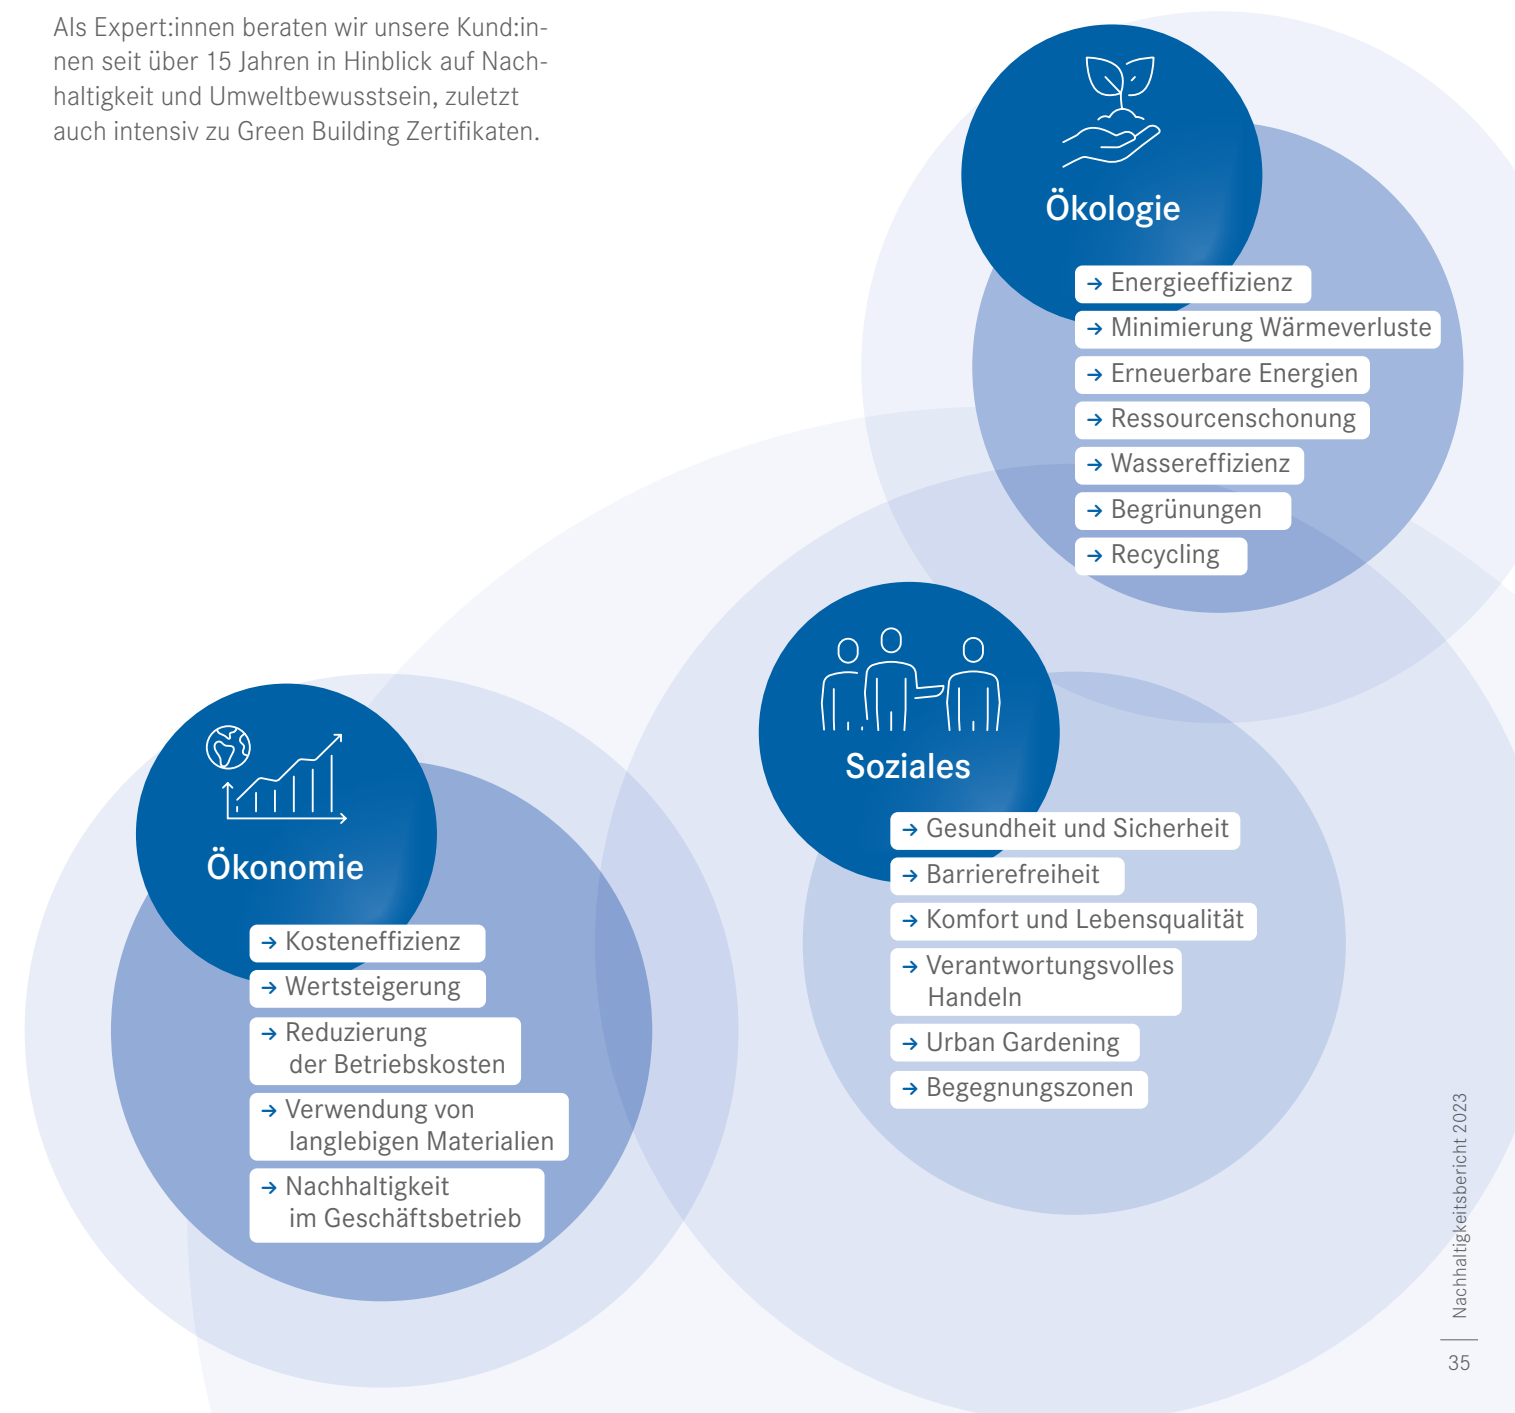 Als Expert:innen beraten wir unsere Kund:in-
nen seit über 15 Jahren in Hinblick auf Nach-
haltigkeit und Umweltbewusstsein, zuletzt
auch intensiv zu Green Building Zertifikaten.
Ökologie
→ Energieeffizienz
→ Minimierung Wärmeverluste
→ Erneuerbare Energien
→ Ressourcenschonung
→ Wassereffizienz
→ Begrünungen
→ Recycling
Soziales
→ Gesundheit und Sicherheit
→ Barrierefreiheit
→ Komfort und Lebensqualität
→ Verantwortungsvolles
Handeln
→ Urban Gardening
→ Begegnungszonen
Ökonomie
→ Kosteneffizienz
→ Wertsteigerung
→ Reduzierung
der Betriebskosten
→ Verwendung von
langlebigen Materialien
→ Nachhaltigkeit
im Geschäftsbetrieb
Nachhaltigkeitsbericht 2023
35